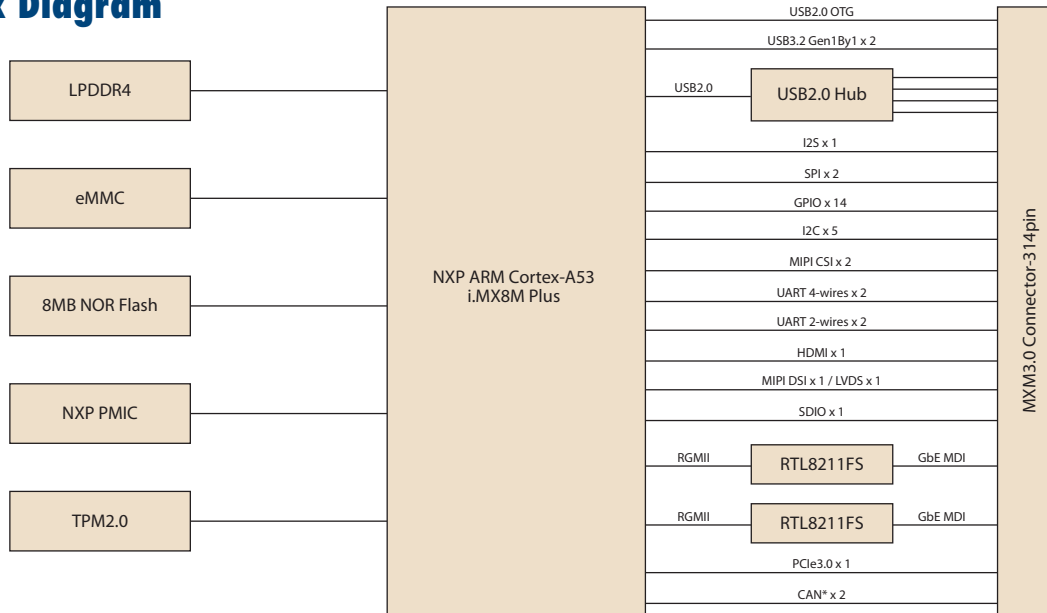 Diagram
LPDDR4
eMMC
8MB NOR Flash
NXP PMIC
TPM2.0
NXP ARM Cortex-A53
i.MX8M Plus
USB2.0 OTG
USB3.2 Gen1By1 x 2
USB2.0
USB2.0 Hub
I2S x 1
SPI x 2
GPIO x 14
I2C x 5
MIPI CSI x 2
UART 4-wires x 2
UART 2-wires x 2
HDMI x 1
MIPI DSI x 1 / LVDS x 1
SDIO x 1
RGMII
RTL8211FS
GbE MDI
RGMII
RTL8211FS
GbE MDI
PCIe3.0 x 1
CAN* x 2
MXM3.0 Connector-314pin